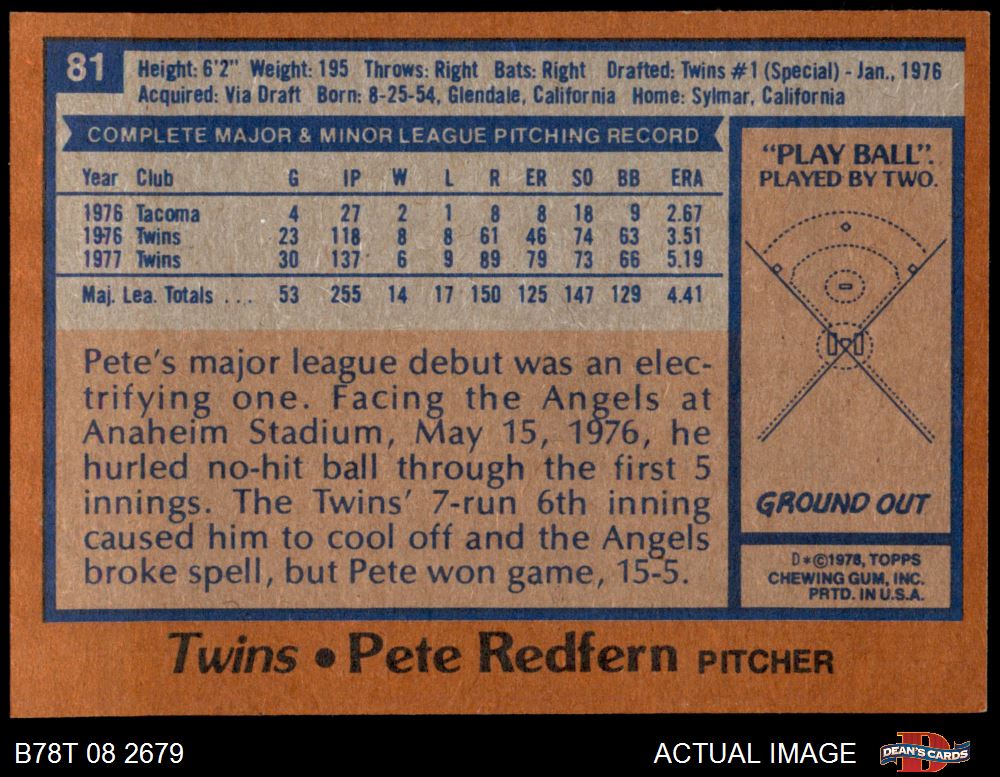 81
Height: 6'2" Weight: 195 Throws: Right Bats: Right Drafted: Twins #1 (Special) - Jan., 1976
Acquired: Via Draft Born: 8-25-54, Glendale, California Home: Sylmar, California
COMPLETE MAJOR & MINOR LEAGUE PITCHING RECORD
Year Club G IP W L R ER SO BB ERA
1976 Tacoma 4 27 2 1 8 8 18 9 2.67
1976 Twins 23 118 8 8 61 46 74 63 3.51
1977 Twins 30 137 6 9 89 79 73 66 5.19
Maj. Lea. Totals ... 53 255 14 17 150 125 147 129 4.41
Pete's major league debut was an elec-
trifying one. Facing the Angels at
Anaheim Stadium, May 15, 1976, he
hurled no-hit ball through the first 5
innings. The Twins' 7-run 6th inning
caused him to cool off and the Angels
broke spell, but Pete won game, 15-5.
"PLAY BALL".
PLAYED BY TWO.
GROUND OUT
D*©1978, TOPPS
CHEWING GUM, INC.
PRTD. IN U.S.A.
Twins • Pete Redfern PITCHER
B78T 08 2679
ACTUAL IMAGE
D
DEAN'S CARDS